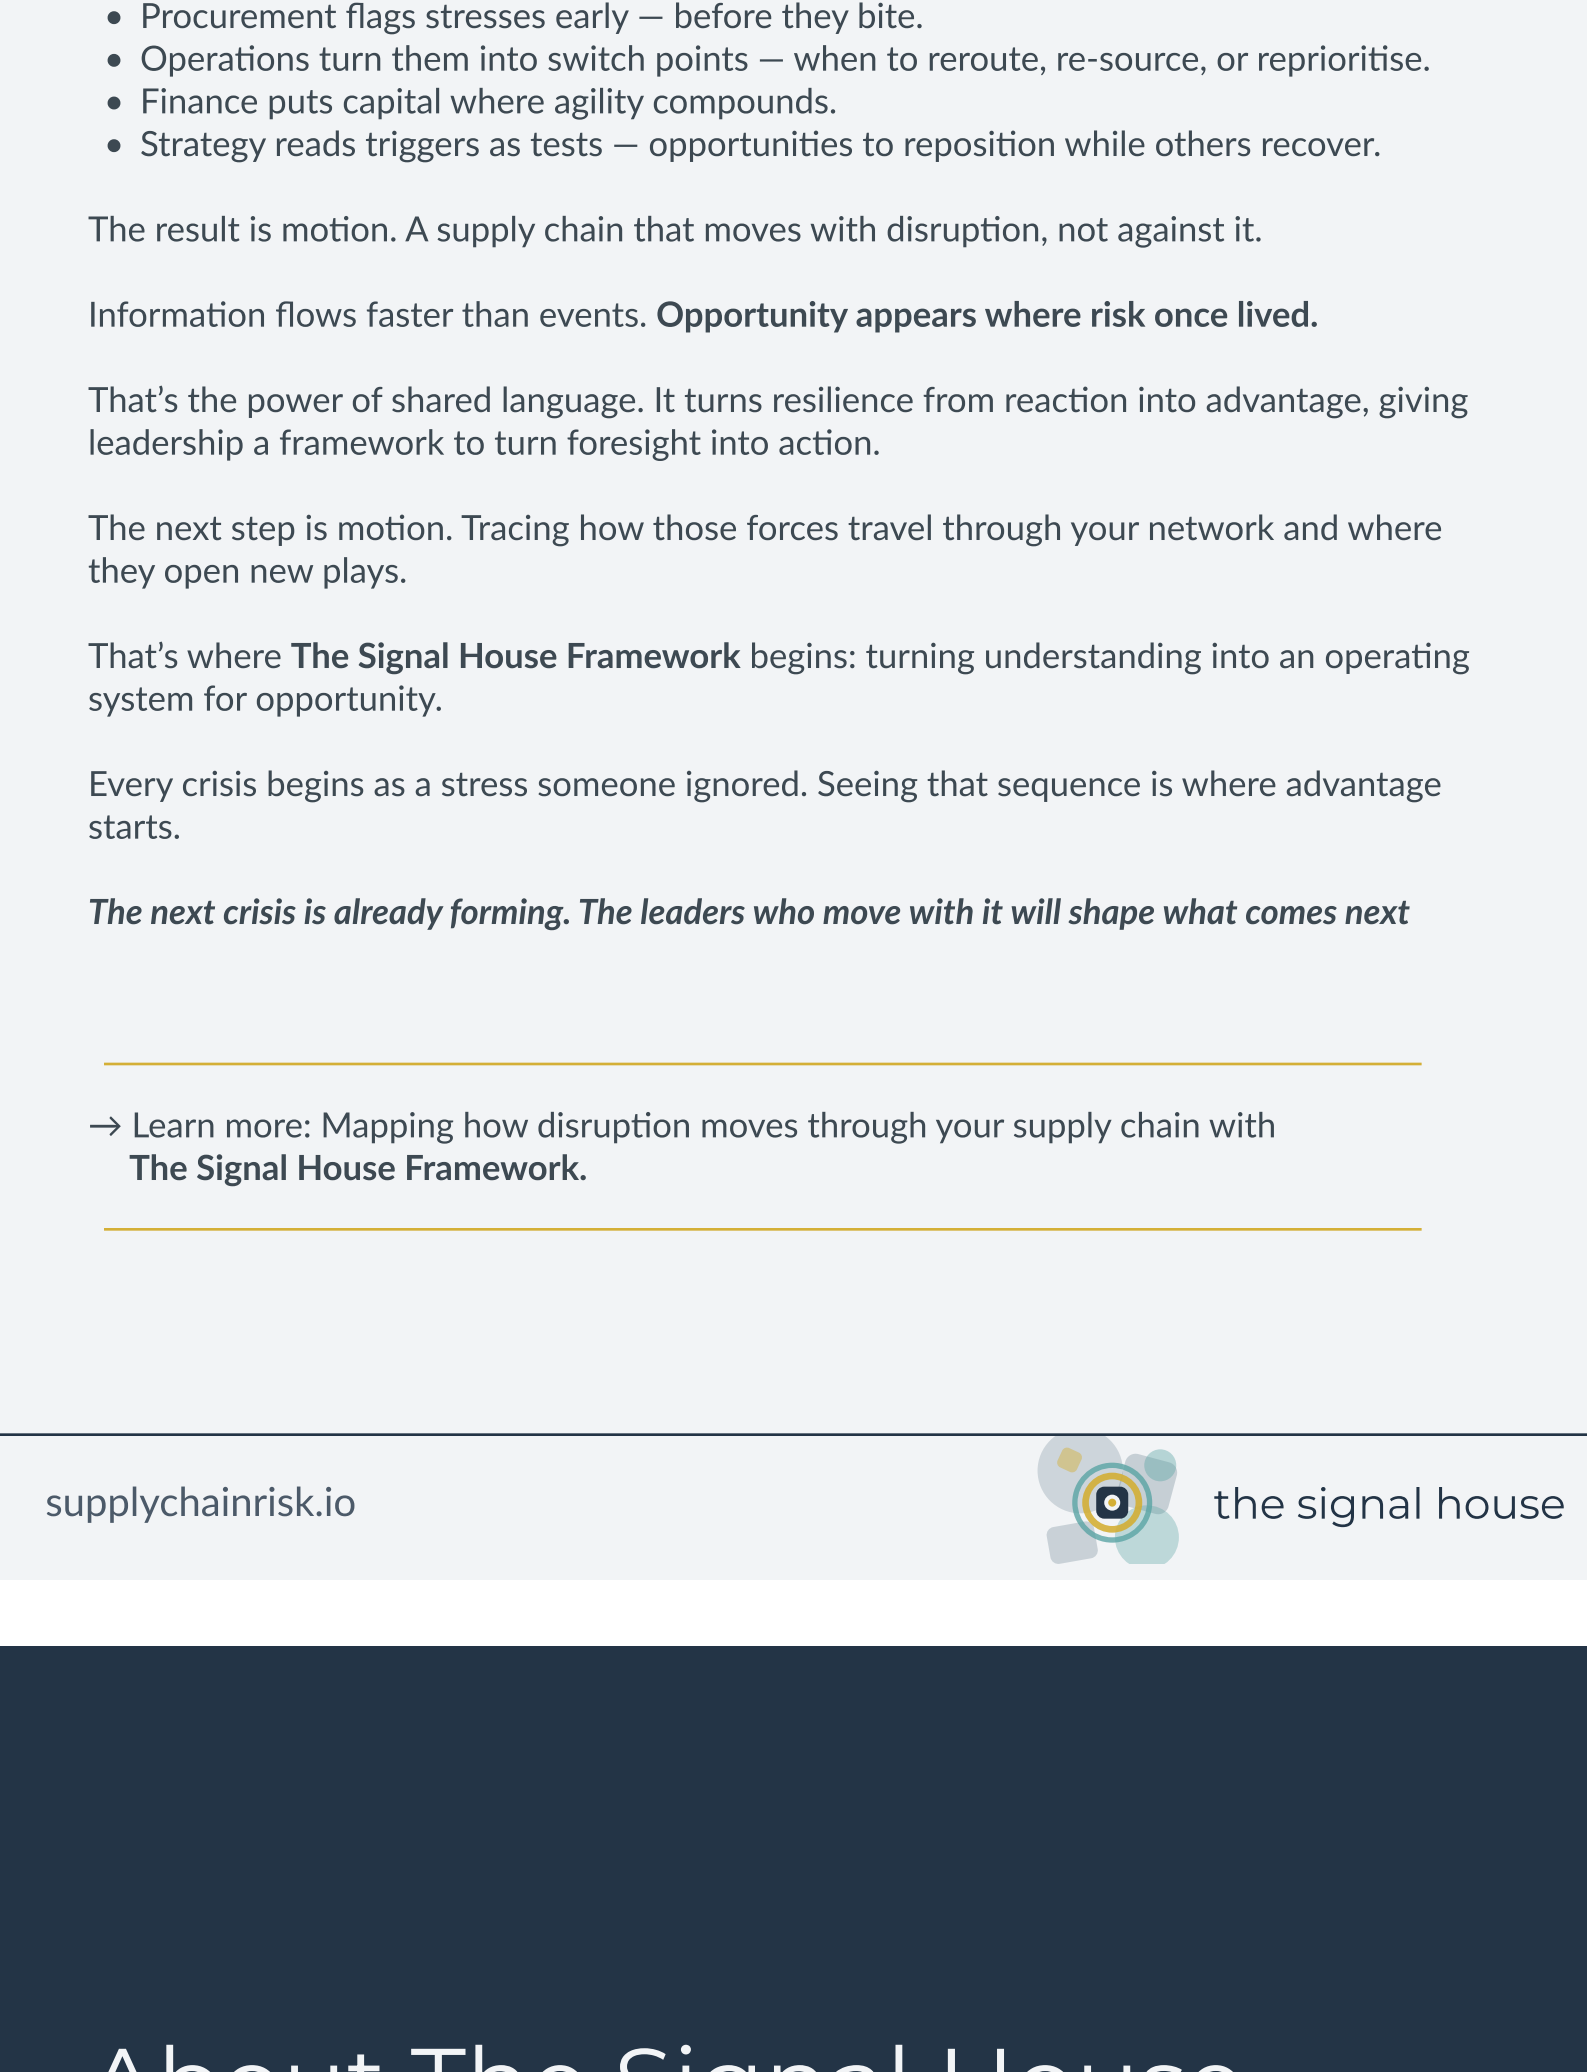 • Procurement flags stresses early — before they bite.
• Operations turn them into switch points — when to reroute, re-source, or reprioritise.
• Finance puts capital where agility compounds.
• Strategy reads triggers as tests — opportunities to reposition while others recover.
The result is motion. A supply chain that moves with disruption, not against it.
Information flows faster than events. Opportunity appears where risk once lived.
That’s the power of shared language. It turns resilience from reaction into advantage, giving
leadership a framework to turn foresight into action.
The next step is motion. Tracing how those forces travel through your network and where
they open new plays.
That’s where The Signal House Framework begins: turning understanding into an operating
system for opportunity.
Every crisis begins as a stress someone ignored. Seeing that sequence is where advantage
starts.
The next crisis is already forming. The leaders who move with it will shape what comes next
→ Learn more: Mapping how disruption moves through your supply chain with
The Signal House Framework.
supplychainrisk.io
the signal house
About The Signal House